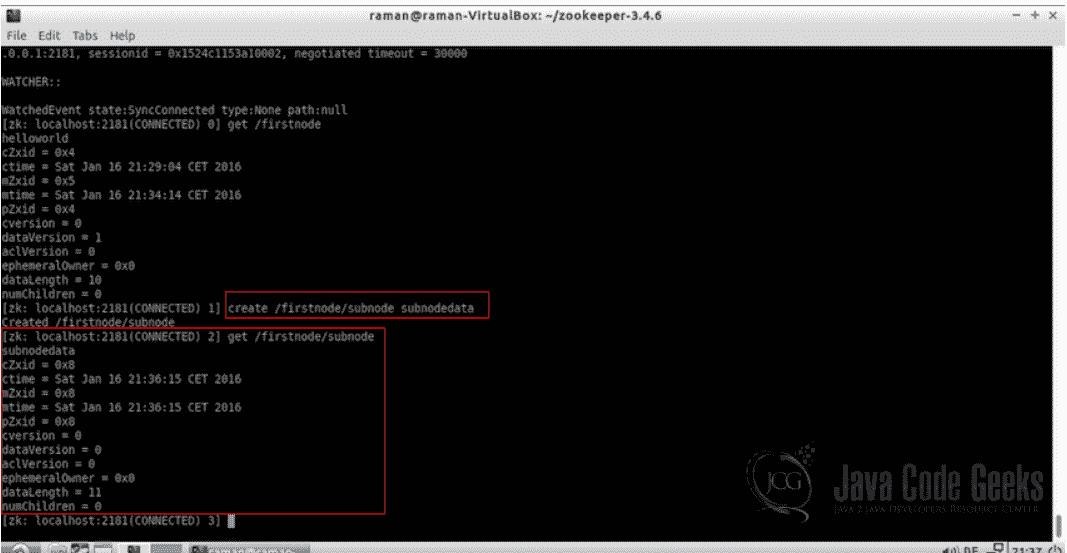 raman@raman-VirtualBox: ~/zookeeper-3.4.6
File Edit Tabs Help
.0.0.1:2181, sessionid = 0x1524c1153a10002, negotiated timeout = 30000
WATCHER::
WatchedEvent state:SyncConnected type:None path:null
[zk: localhost:2181(CONNECTED) 0] get /firstnode
helloworld
cZxid = 0x4
ctime = Sat Jan 16 21:29:04 CET 2016
mZxid = 0x5
mtime = Sat Jan 16 21:34:14 CET 2016
pZxid = 0x4
cversion = 0
dataVersion = 1
aclVersion = 0
ephemeralOwner = 0x0
dataLength = 10
numChildren = 0
[zk: localhost:2181(CONNECTED) 1] create /firstnode/subnode subnodedata
Created /firstnode/subnode
[zk: localhost:2181(CONNECTED) 2] get /firstnode/subnode
subnodedata
cZxid = 0x8
ctime = Sat Jan 16 21:36:15 CET 2016
mZxid = 0x8
mtime = Sat Jan 16 21:36:15 CET 2016
pZxid = 0x8
cversion = 0
dataVersion = 0
aclVersion = 0
ephemeralOwner = 0x0
dataLength = 11
numChildren = 0
[zk: localhost:2181(CONNECTED) 3]
JCG
Java Code Geeks
JAVA 2 JAVA DEVELOPERS RESOURCE CENTER
DE 21:37